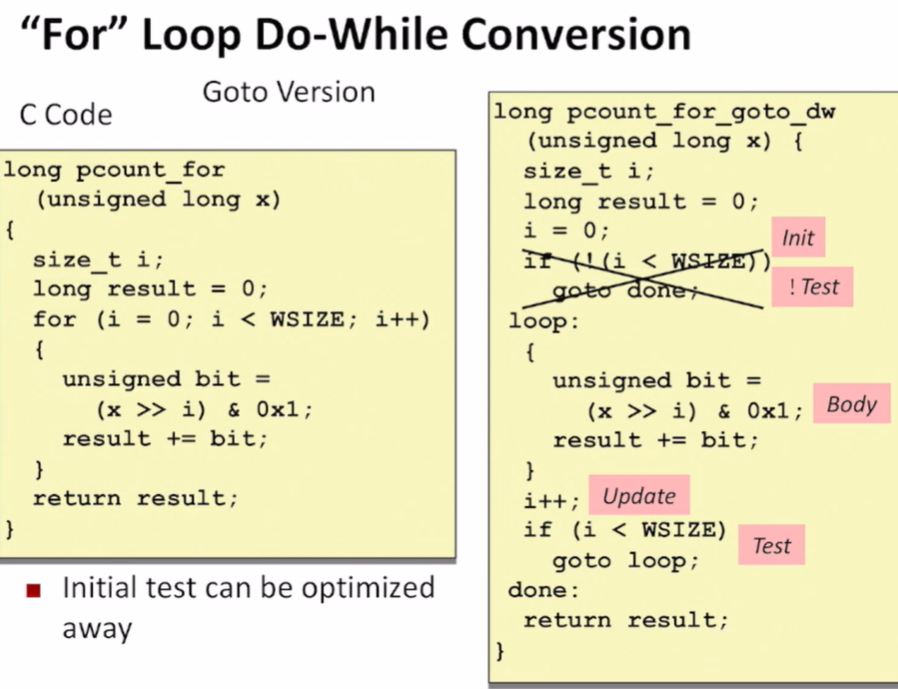 “For” Loop Do-While Conversion
Goto Version
C Code
long pcount_for
(unsigned long x)
{
size_t i;
long result = 0;
for (i = 0; i < WSIZE; i++)
{
unsigned bit =
(x >> i) & 0x1;
result += bit;
}
return result;
}
■ Initial test can be optimized
away
long pcount_for_goto_dw
(unsigned long x) {
size_t i;
long result = 0;
i = 0;
Init
if (!(i < WSIZE))
goto done;
! Test
loop:
{
unsigned bit =
(x >> i) & 0x1;
Body
result += bit;
}
i++;
Update
if (i < WSIZE)
Test
goto loop;
done:
return result;
}